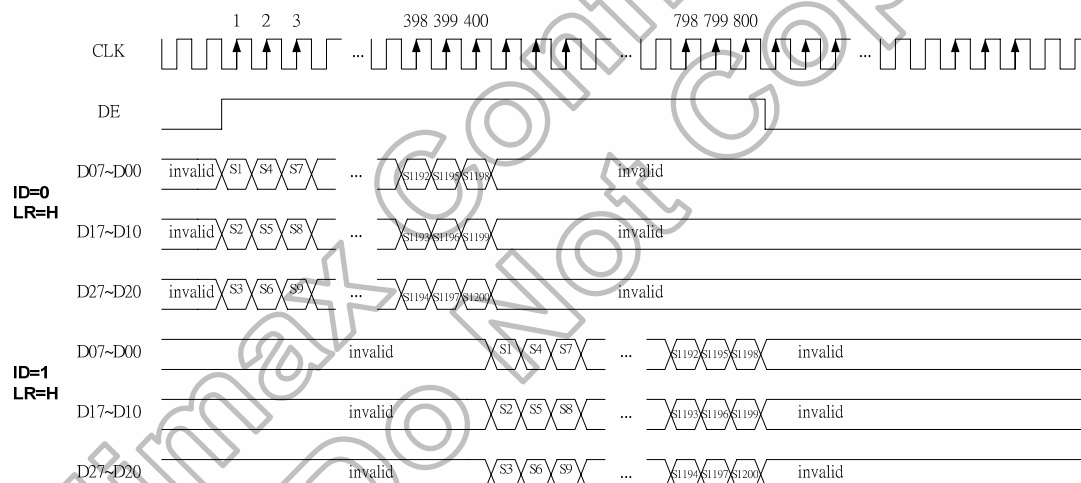 1 2 3 398 399 400 798 799 800
CLK ... ... ...
DE
ID=0
LR=H
D07~D00 invalid S1 S4 S7 ... S1192 S1195 S1198 invalid
D17~D10 invalid S2 S5 S8 ... S1193 S1196 S1199 invalid
D27~D20 invalid S3 S6 S9 ... S1194 S1197 S1200 invalid
ID=1
LR=H
D07~D00 invalid S1 S4 S7 ... S1192 S1195 S1198 invalid
D17~D10 invalid S2 S5 S8 ... S1193 S1196 S1199 invalid
D27~D20 invalid S3 S6 S9 ... S1194 S1197 S1200 invalid
Do Not Cop